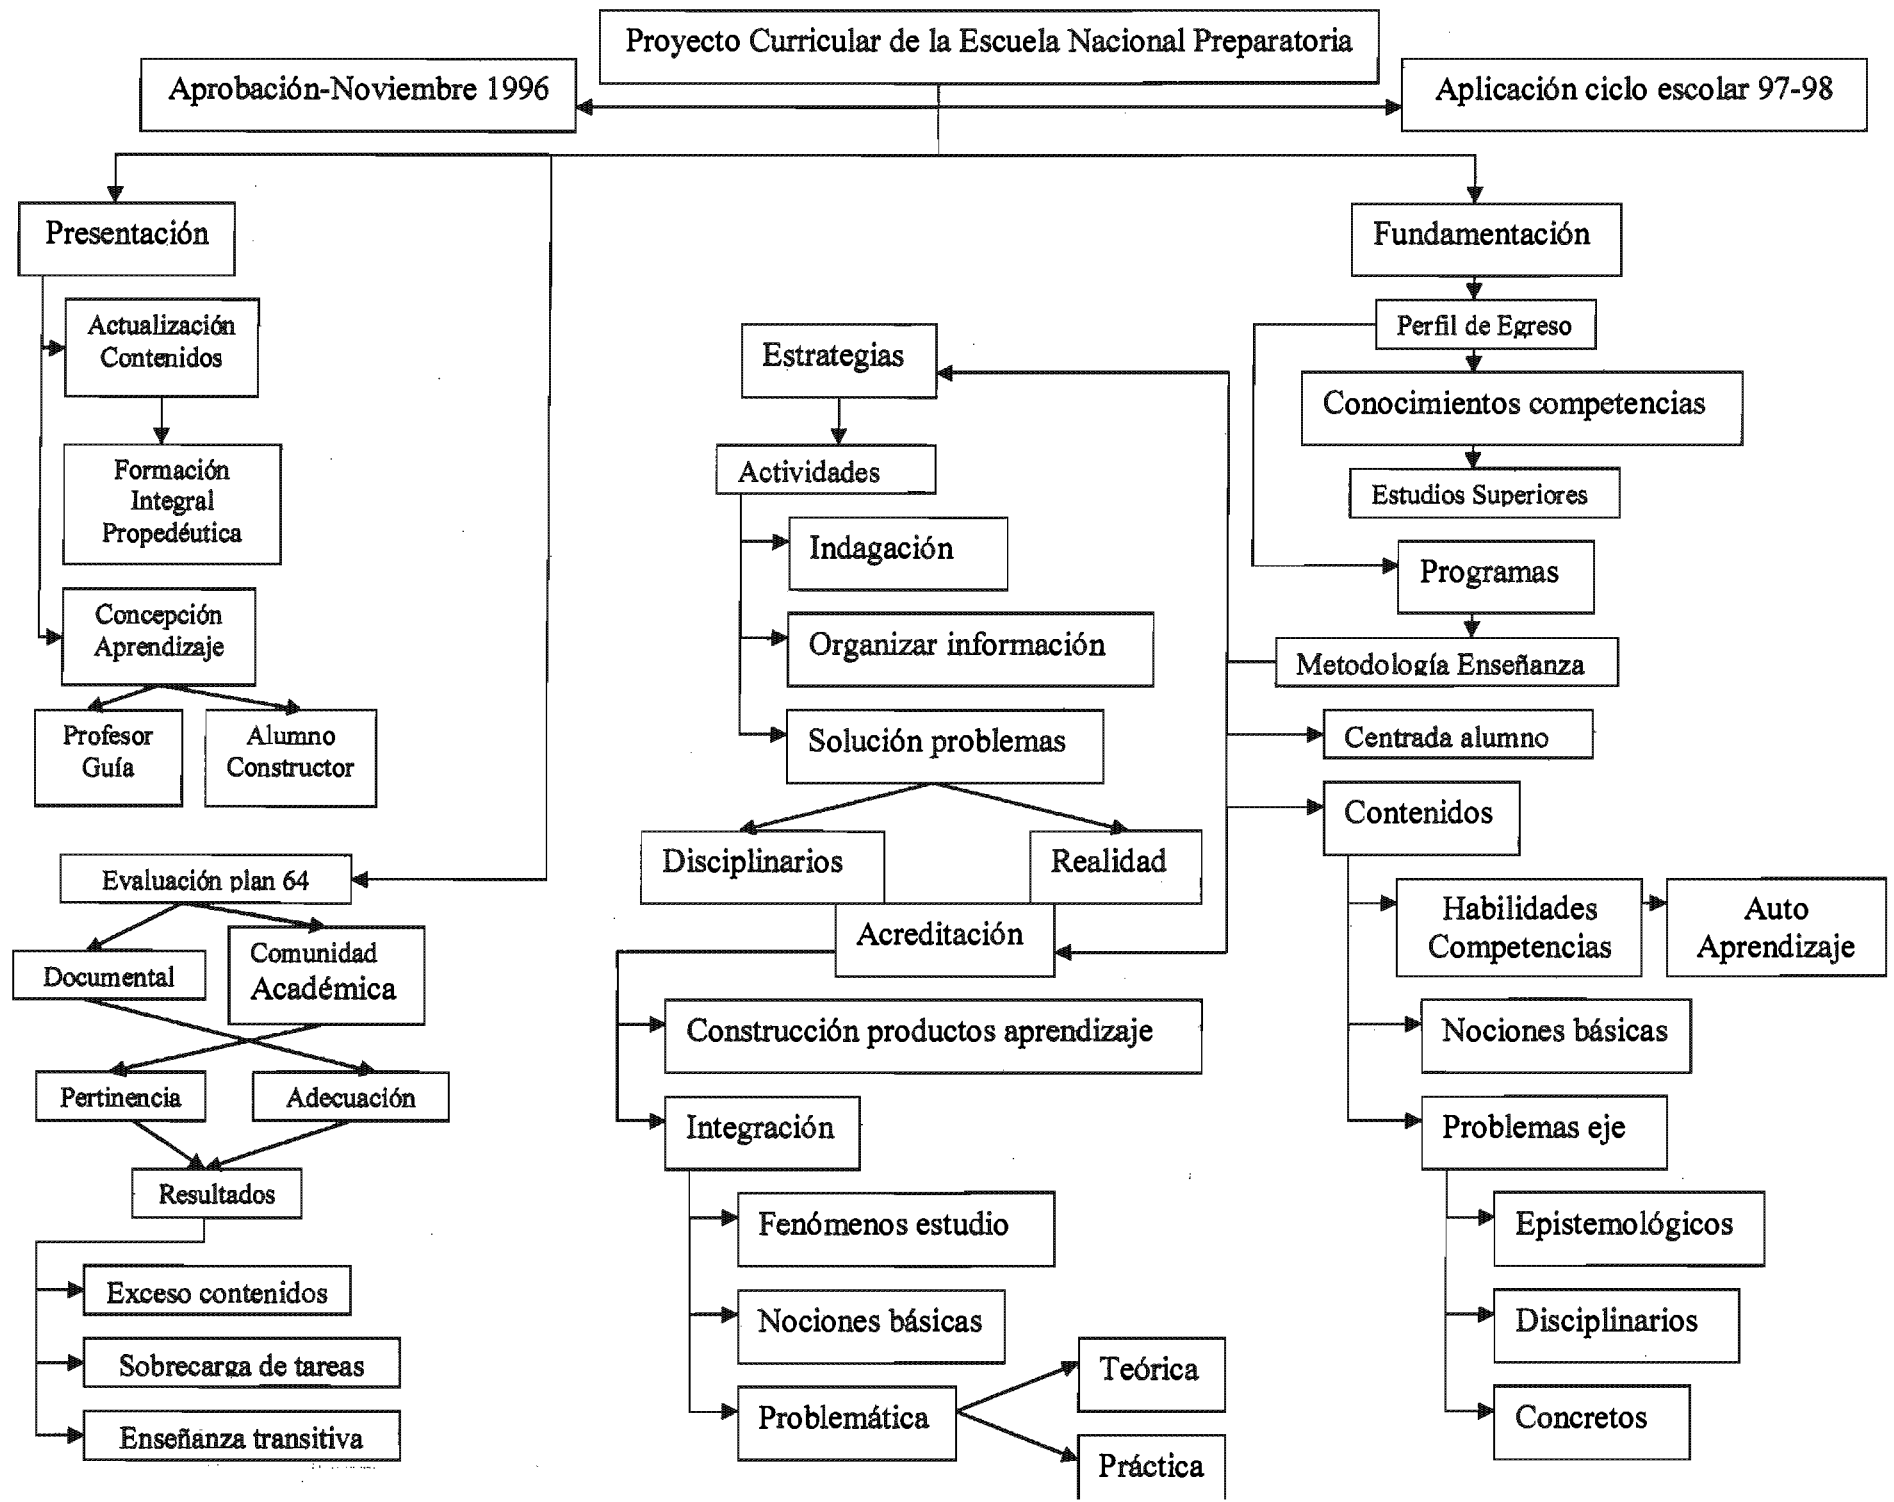 Proyecto Curricular de la Escuela Nacional Preparatoria
Aprobación-Noviembre 1996
Aplicación ciclo escolar 97-98
Presentación
Actualización
Contenidos
Formación
Integral
Propedéutica
Concepción
Aprendizaje
Profesor
Guía
Alumno
Constructor
Evaluación plan 64
Documental
Comunidad
Académica
Pertinencia
Adecuación
Resultados
Exceso contenidos
Sobrecarga de tareas
Enseñanza transitiva
Estrategias
Actividades
Indagación
Organizar información
Solución problemas
Disciplinarios
Realidad
Acreditación
Construcción productos aprendizaje
Integración
Fenómenos estudio
Nociones básicas
Problemática
Teórica
Práctica
Fundamentación
Perfil de Egreso
Conocimientos competencias
Estudios Superiores
Programas
Metodología Enseñanza
Centrada alumno
Contenidos
Habilidades
Competencias
Auto
Aprendizaje
Nociones básicas
Problemas eje
Epistemológicos
Disciplinarios
Concretos